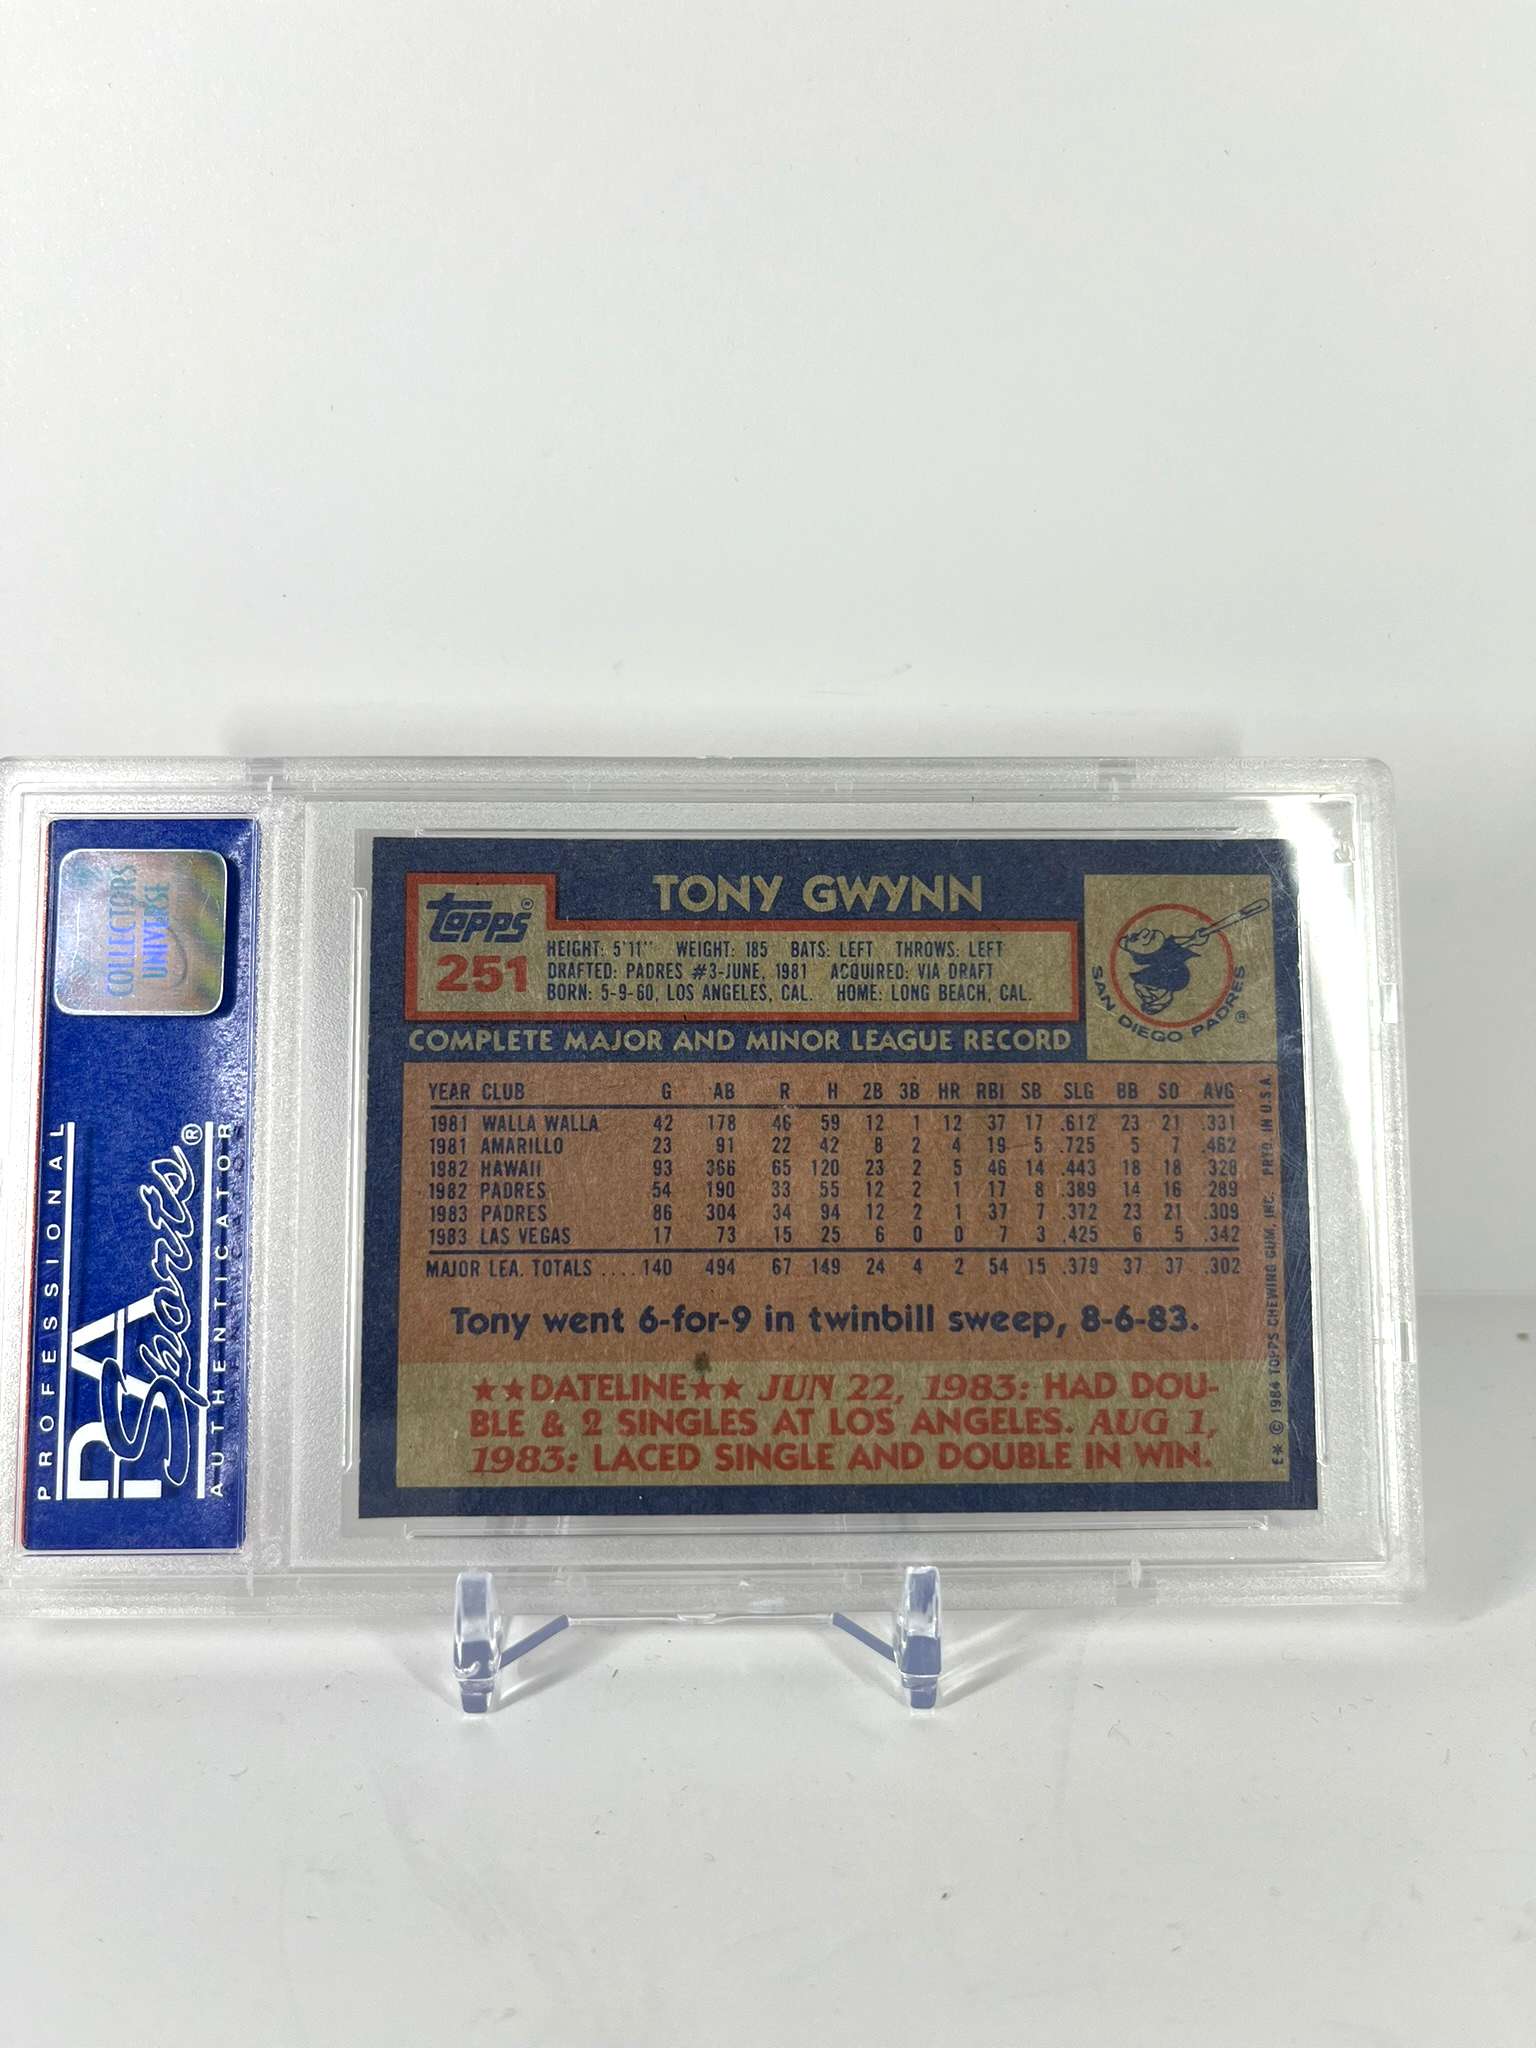 COLLECTORS
UNIVERSE
PROFESSIONAL
PSA
Sports®
AUTHENTICATOR
TONY GWYNN
Topps®
251
HEIGHT: 5'11" WEIGHT: 185 BATS: LEFT THROWS: LEFT
DRAFTED: PADRES #3-JUNE, 1981 ACQUIRED: VIA DRAFT
BORN: 5-9-60, LOS ANGELES, CAL. HOME: LONG BEACH, CAL.
SAN DIEGO PADRES ®
COMPLETE MAJOR AND MINOR LEAGUE RECORD
YEAR CLUB G AB R H 2B 3B HR RBI SB SLG BB SO AVG
1981 WALLA WALLA 42 178 46 59 12 1 12 37 17 .612 23 21 .331
1981 AMARILLO 23 91 22 42 8 2 4 19 5 .725 5 7 .462
1982 HAWAII 93 366 65 120 23 2 5 46 14 .443 18 18 .328
1982 PADRES 54 190 33 55 12 2 1 17 8 .389 14 16 .289
1983 PADRES 86 304 34 94 12 2 1 37 7 .372 23 21 .309
1983 LAS VEGAS 17 73 15 25 6 0 0 7 3 .425 6 5 .342
MAJOR LEA. TOTALS ....140 494 67 149 24 4 2 54 15 .379 37 37 .302
Tony went 6-for-9 in twinbill sweep, 8-6-83.
★★DATELINE★★ JUN 22, 1983: HAD DOU-
BLE & 2 SINGLES AT LOS ANGELES. AUG 1,
1983: LACED SINGLE AND DOUBLE IN WIN.
E* © 1984 TOPPS CHEWING GUM, INC. PRTD. IN U.S.A.